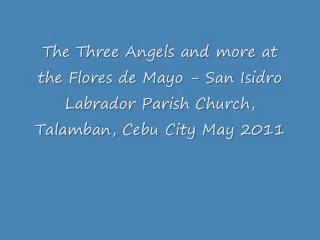 The Three Angels and more at
the Flores de Mayo - San Isidro
Labrador Parish Church,
Talamban, Cebu City May 2011